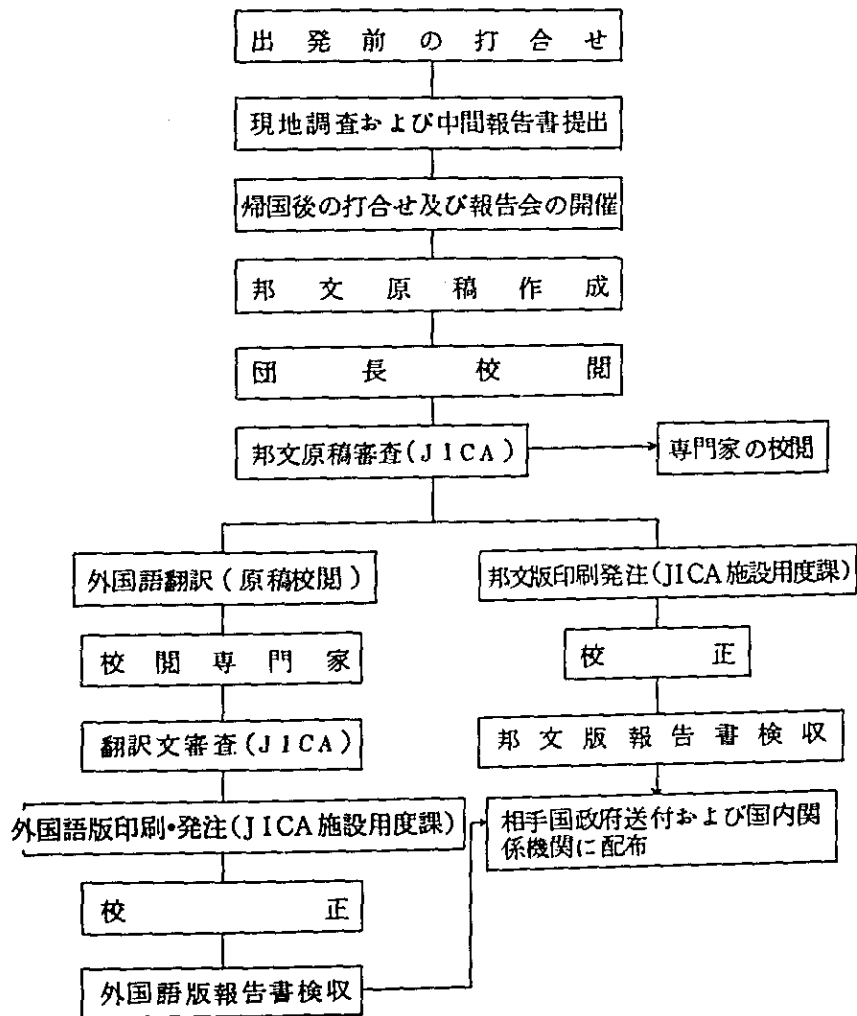 出発前の打合せ
現地調査および中間報告書提出
帰国後の打合せ及び報告会の開催
邦文原稿作成
団長校閲
邦文原稿審査(JICA)
専門家の校閲
外国語翻訳(原稿校閲)
校閲専門家
翻訳文審査(JICA)
外国語版印刷・発注(JICA施設用度課)
校正
外国語版報告書検収
邦文版印刷発注(JICA施設用度課)
校正
邦文版報告書検収
相手国政府送付および国内関
係機関に配布